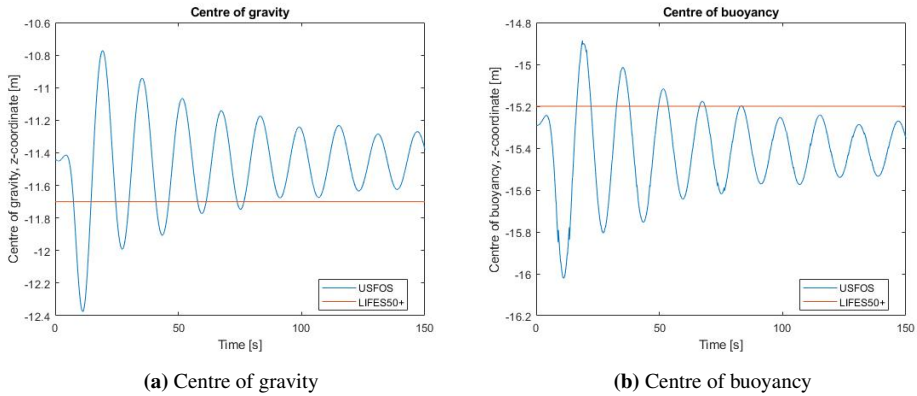 Centre of gravity
Centre of gravity, z-coordinate [m]
-10.6
-10.8
-11
-11.2
-11.4
-11.6
-11.8
-12
-12.2
-12.4
0
50
100
150
Time [s]
USFOS
LIFES50+
(a) Centre of gravity
Centre of buoyancy
Centre of buoyancy, z-coordinate [m]
-14.8
-15
-15.2
-15.4
-15.6
-15.8
-16
-16.2
0
50
100
150
Time [s]
USFOS
LIFES50+
(b) Centre of buoyancy